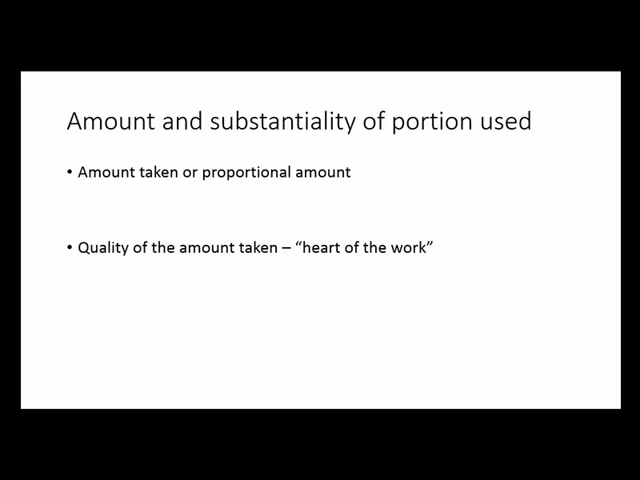 Amount and substantiality of portion used
• Amount taken or proportional amount
• Quality of the amount taken – “heart of the work”